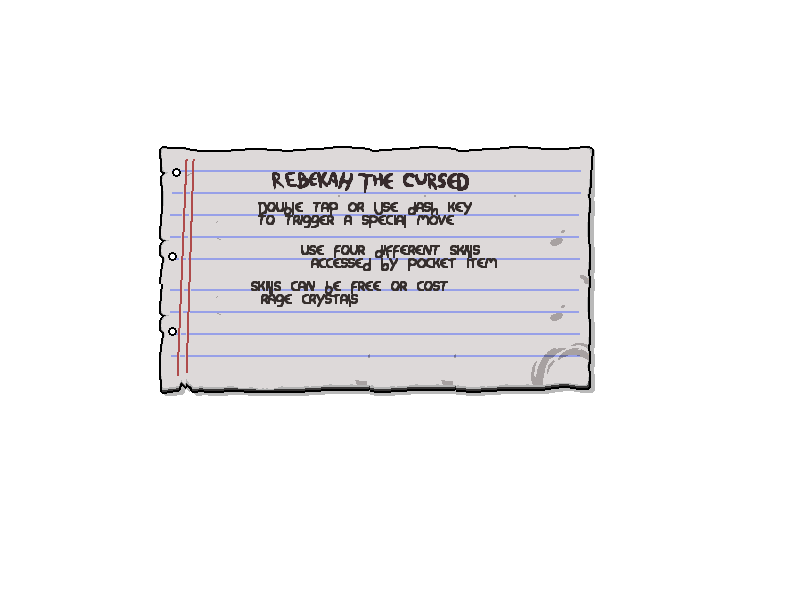 REBEKAH THE CURSED
DOUblE TAP OR USE dASh KEY
TO TRIGGER A SPECIAl MOVE
USE FOUR dIFFERENT SKIllS
ACCESSEd bY POCKET ITEM
SKIllS CAN bE FREE OR COST
RAGE CRYSTAlS